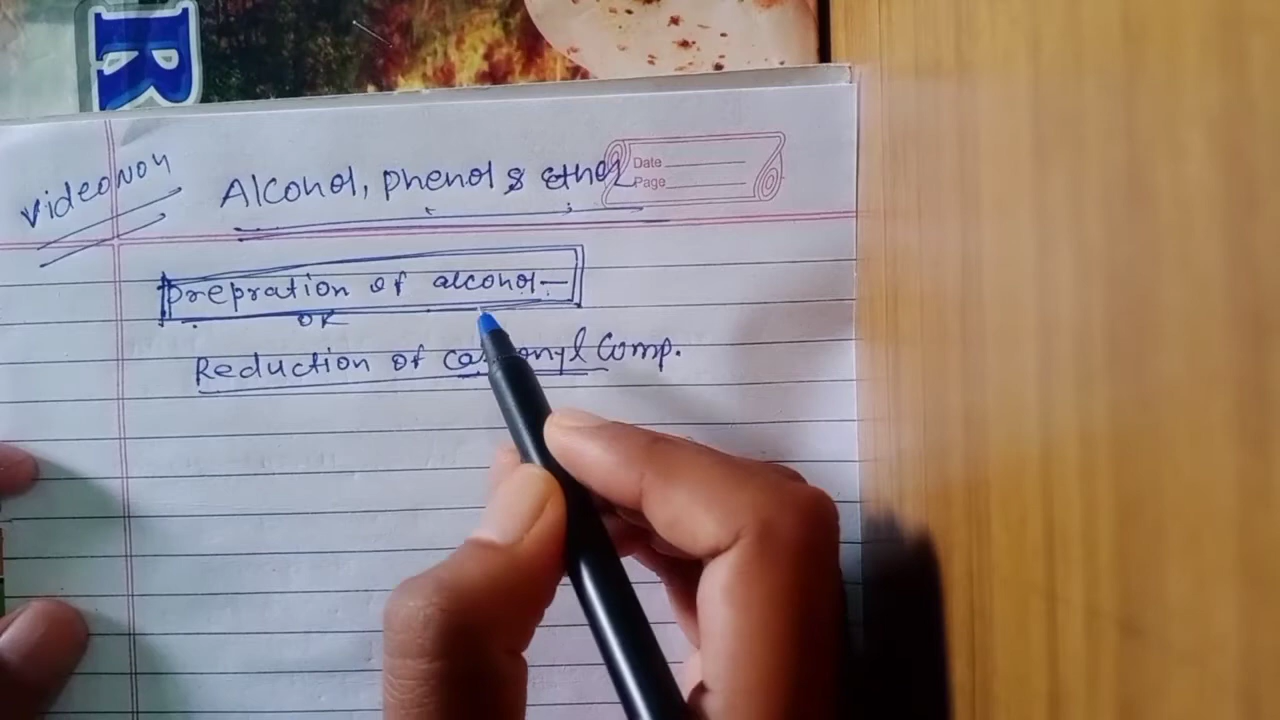 R
videoNo4
Alcohol, phenol & ether
Date
Page
prepration of alcohol—
OR
Reduction of carbonyl Comp.